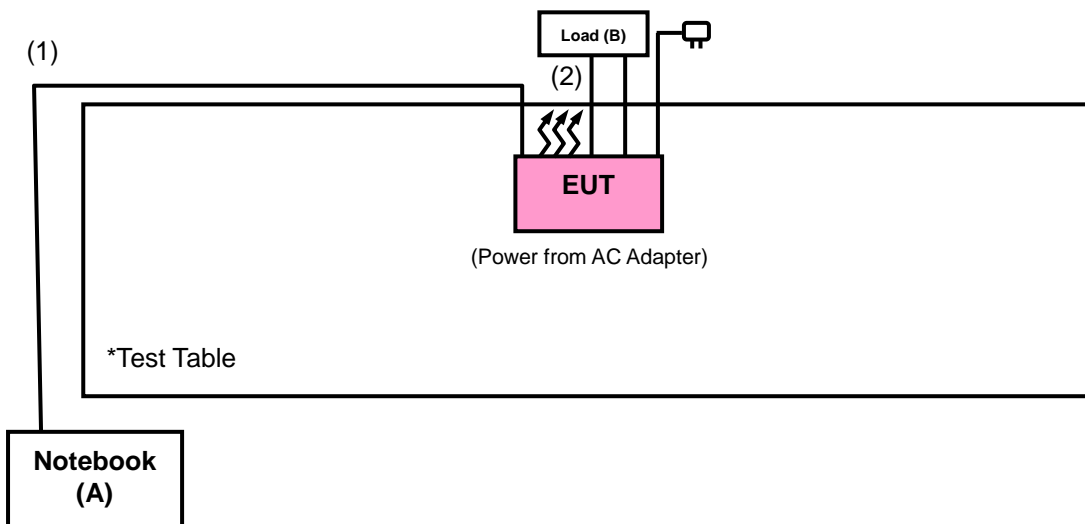 Load (B)
(1)
(2)
EUT
(Power from AC Adapter)
*Test Table
Notebook
(A)